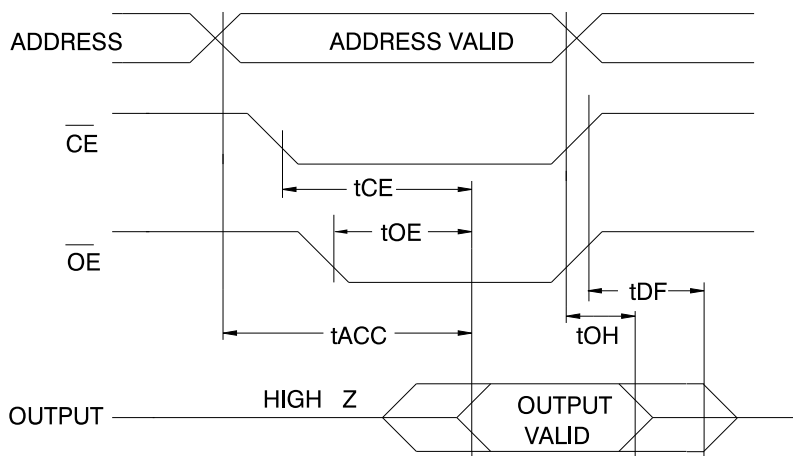 ADDRESS
ADDRESS VALID
CE
tCE
OE
tOE
tDF
tACC
tOH
OUTPUT
HIGH Z
OUTPUT
VALID